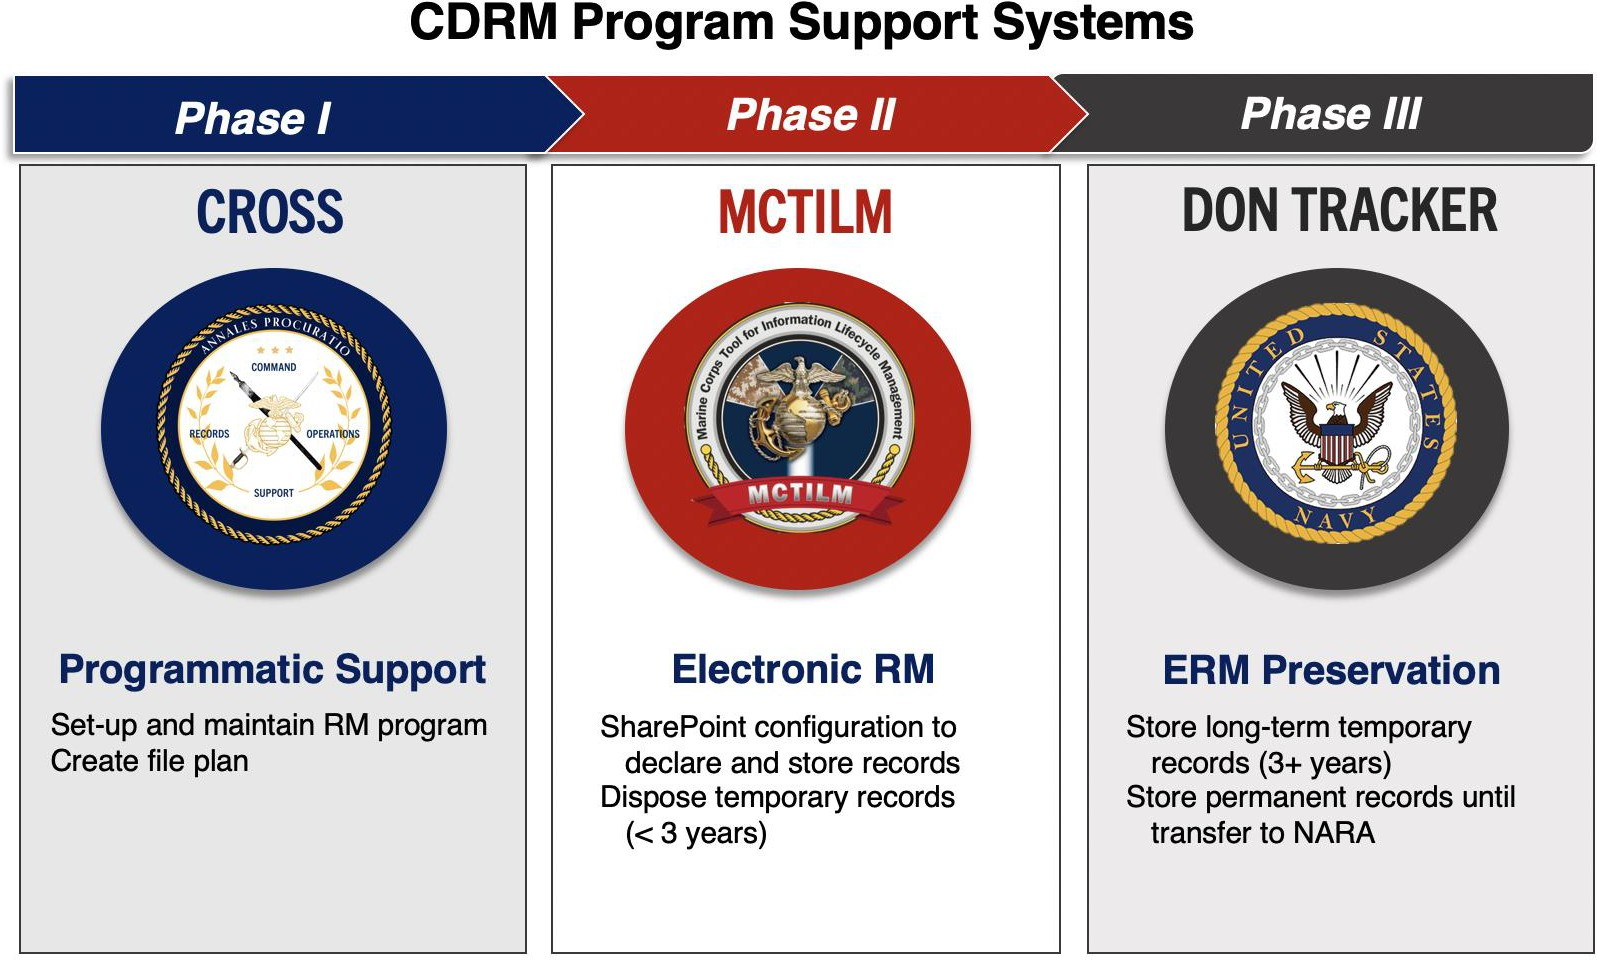 CDRM Program Support Systems
Phase I
Phase II
Phase III
CROSS
ANNALES PROCURATIO
COMMAND
RECORDS
OPERATIONS
SUPPORT
Programmatic Support
Set-up and maintain RM program
Create file plan
MCTILM
Marine Corps Tool for Information Lifecycle Management
MCTILM
Electronic RM
SharePoint configuration to
declare and store records
Dispose temporary records
(< 3 years)
DON TRACKER
UNITED STATES
NAVY
ERM Preservation
Store long-term temporary
records (3+ years)
Store permanent records until
transfer to NARA